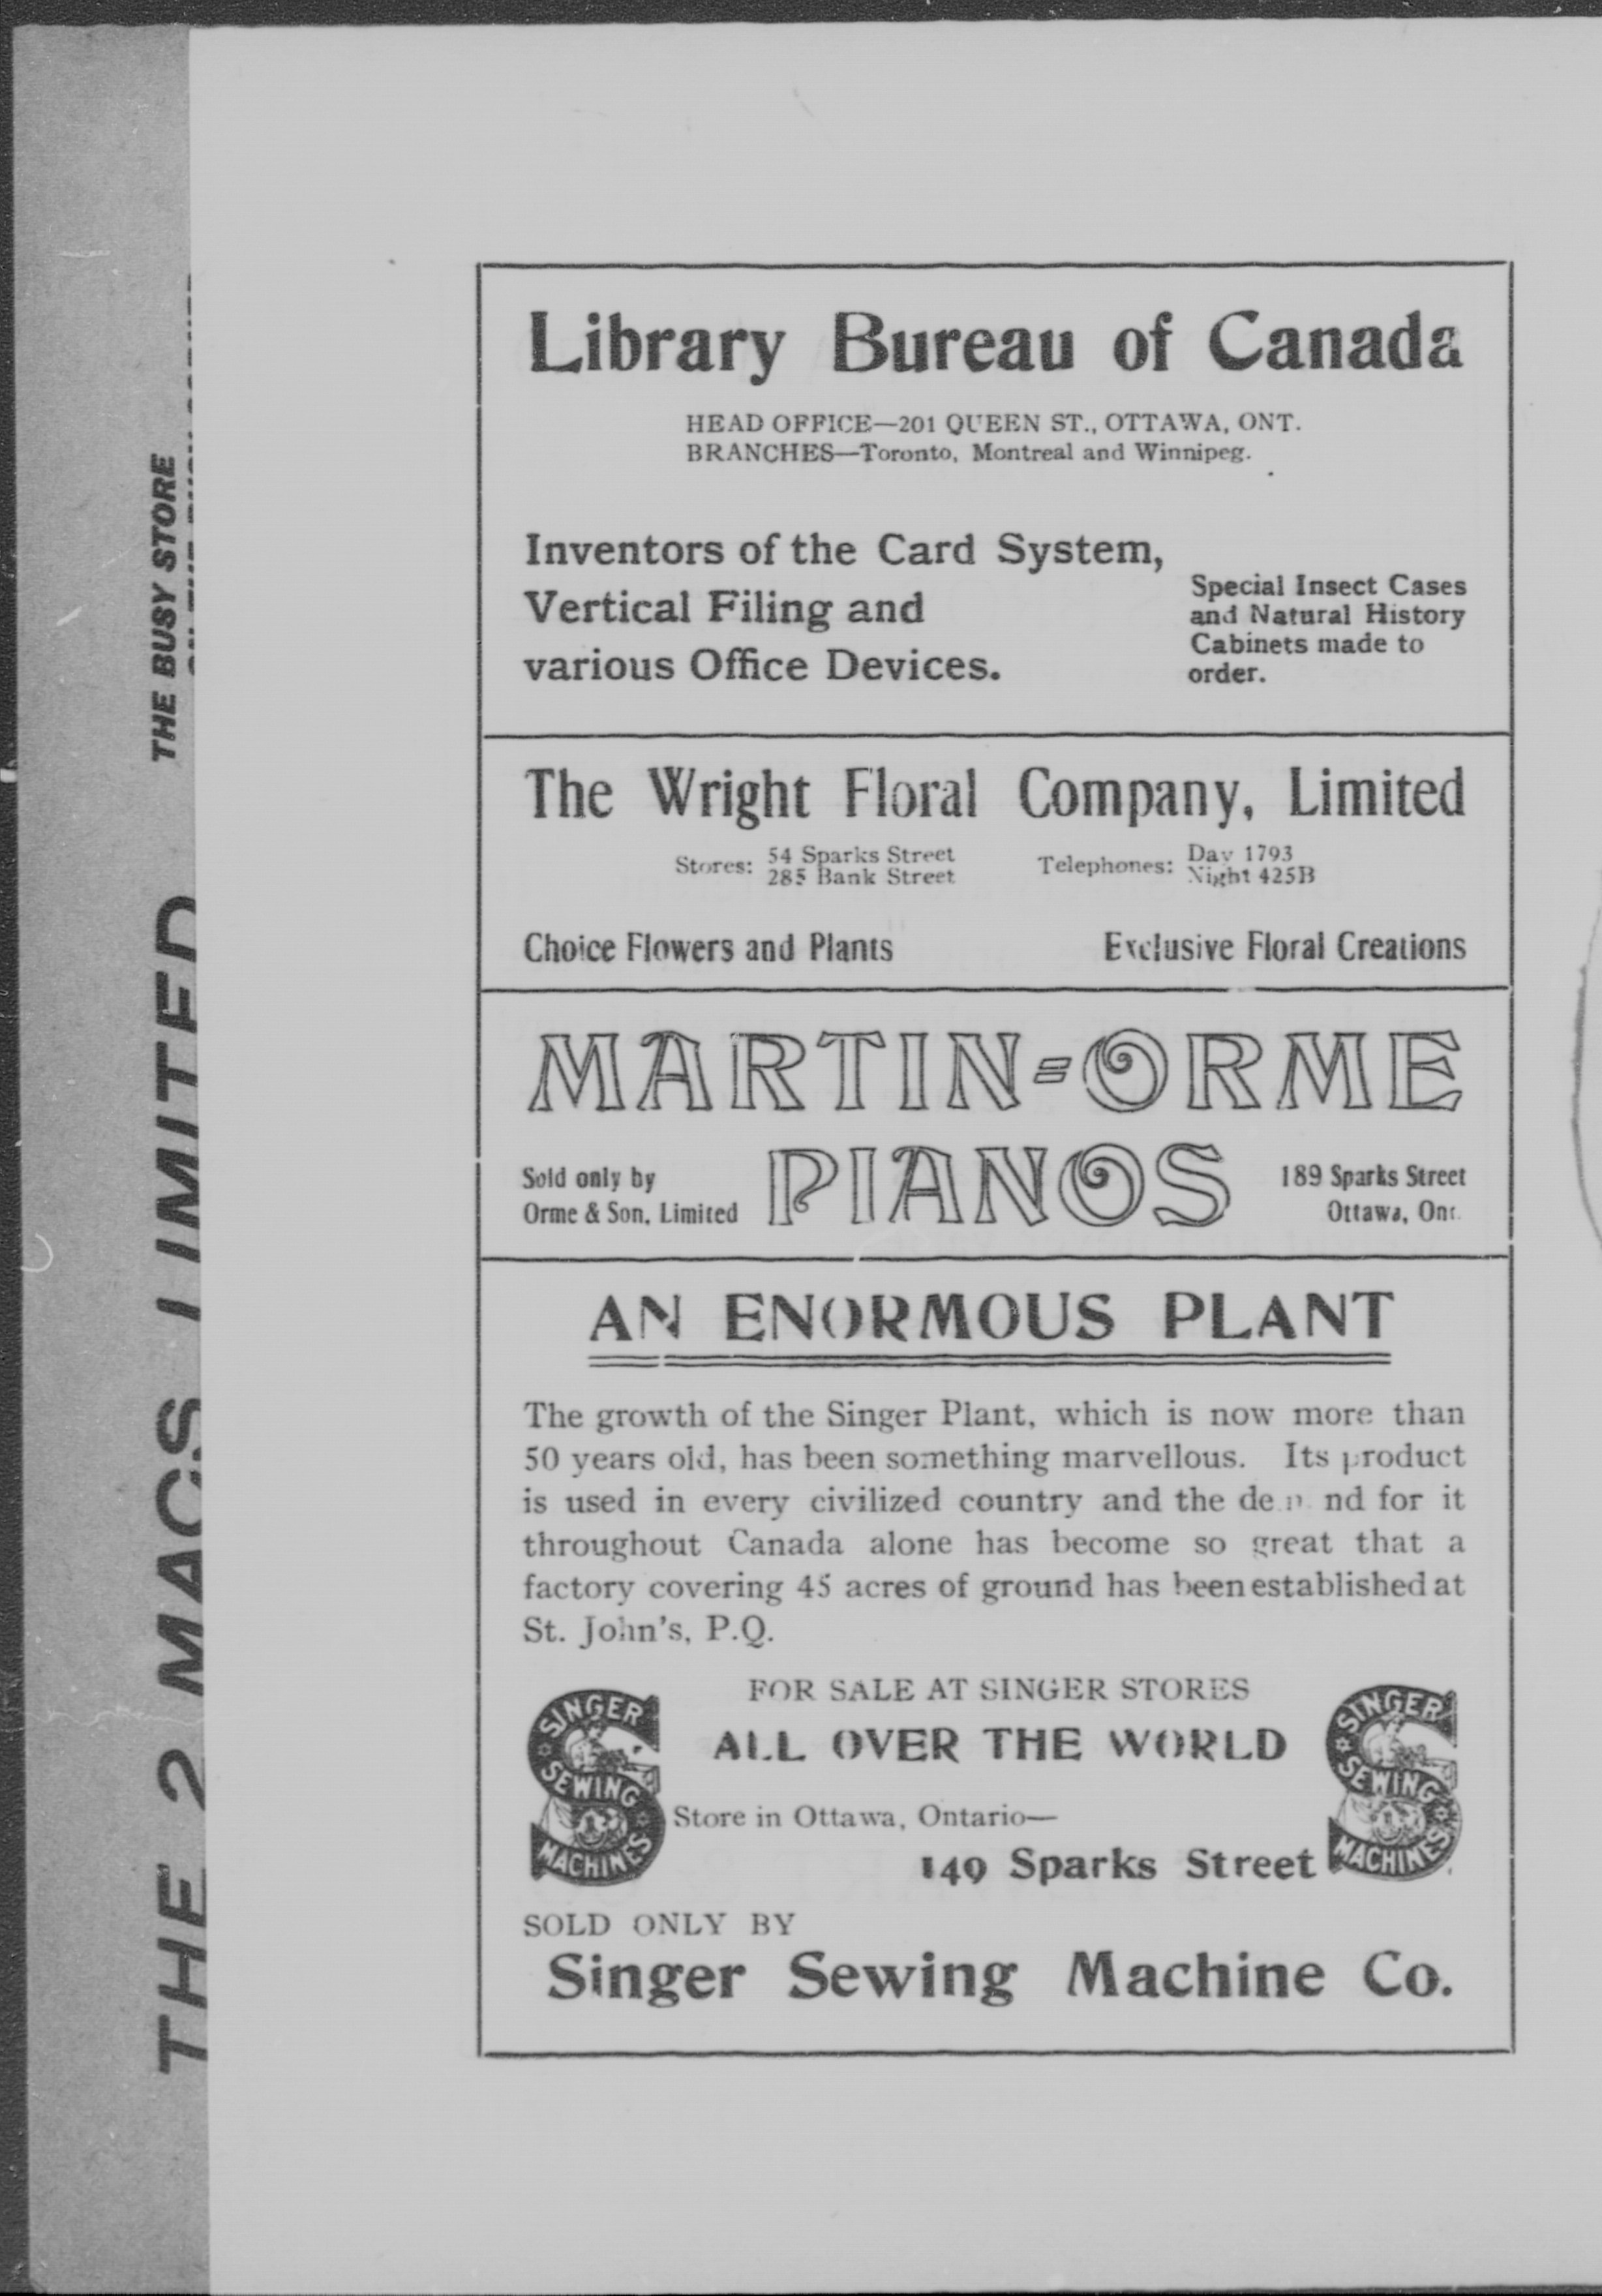 Library Bureau of Canada
HEAD OFFICE—201 QUEEN ST., OTTAWA, ONT.
BRANCHES—Toronto, Montreal and Winnipeg.
Inventors of the Card System,
Vertical Filing and
various Office Devices.
Special Insect Cases
and Natural History
Cabinets made to
order.
The Wright Floral Company, Limited
Stores: 54 Sparks Street
285 Bank Street
Telephones: Day 1793
Night 425B
Choice Flowers and Plants
Exclusive Floral Creations
MARTIN-ORME
PIANOS
Sold only by
Orme & Son, Limited
189 Sparks Street
Ottawa, Ont.
AN ENORMOUS PLANT
The growth of the Singer Plant, which is now more than
50 years old, has been something marvellous. Its product
is used in every civilized country and the demand for it
throughout Canada alone has become so great that a
factory covering 45 acres of ground has been established at
St. John's, P.Q.
FOR SALE AT SINGER STORES
ALL OVER THE WORLD
Store in Ottawa, Ontario—
149 Sparks Street
SINGER
SEWING
MACHINES
SINGER
SEWING
MACHINES
SOLD ONLY BY
Singer Sewing Machine Co.
THE 2 MACS LIMITED
THE BUSY STORE